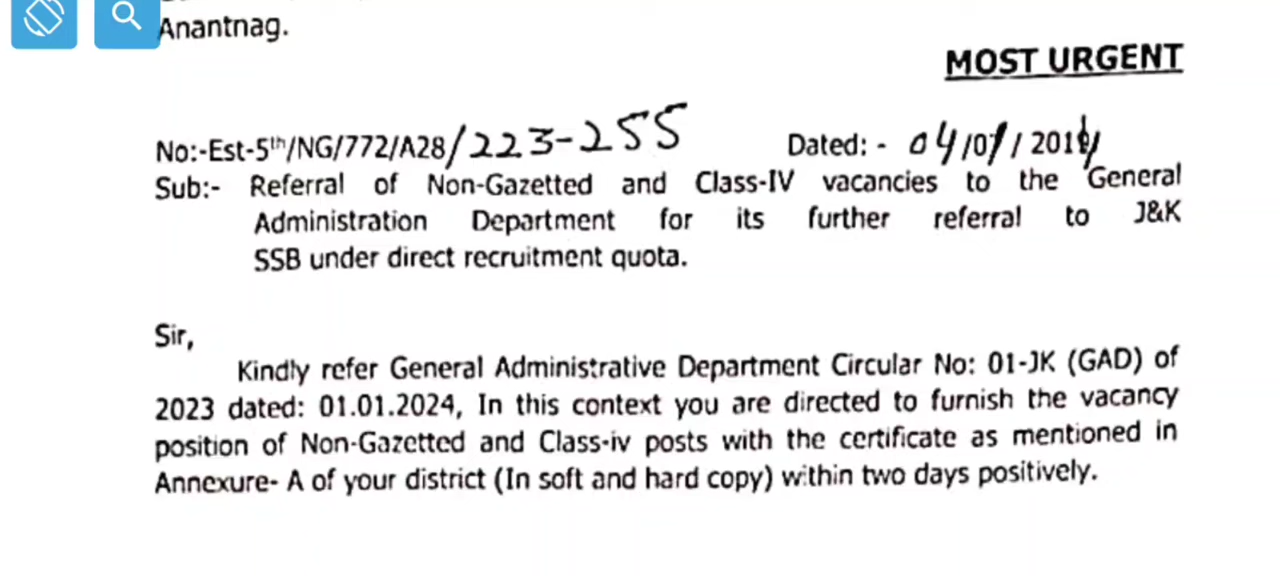 Anantnag.
MOST URGENT
No:-Est-5th/NG/772/A28/223-255 Dated: - 04/01/
Sub:- Referral of Non-Gazetted and Class-IV vacancies to the General
Administration Department for its further referral to J&K
SSB under direct recruitment quota.
Sir,
Kindly refer General Administrative Department Circular No: 01-JK (GAD) of
2023 dated: 01.01.2024, In this context you are directed to furnish the vacancy
position of Non-Gazetted and Class-iv posts with the certificate as mentioned in
Annexure- A of your district (In soft and hard copy) within two days positively.